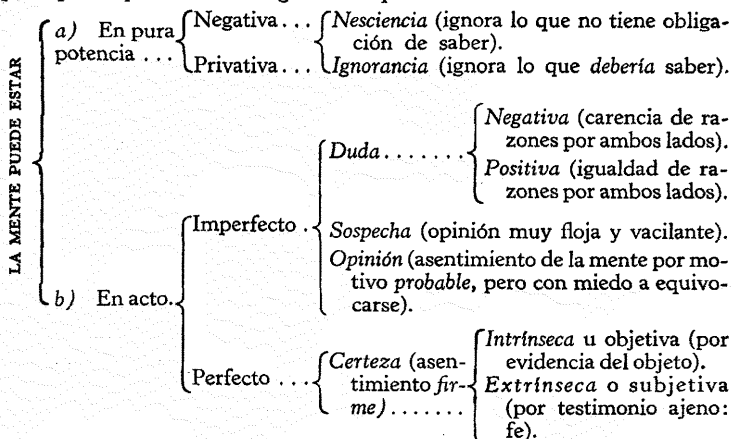 LA MENTE PUEDE ESTAR
a) En pura
potencia ...
Negativa ...
Nesciencia (ignora lo que no tiene obliga-
ción de saber).
Privativa ...
Ignorancia (ignora lo que debería saber).
b) En acto.
Imperfecto .
Duda .......
Negativa (carencia de ra-
zones por ambos lados).
Positiva (igualdad de ra-
zones por ambos lados).
Sospecha (opinión muy floja y vacilante).
Opinión (asentimiento de la mente por mo-
tivo probable, pero con miedo a equivo-
carse).
Perfecto ...
Certeza (asen-
timiento fir-
me) .......
Intrínseca u objetiva (por
evidencia del objeto).
Extrínseca o subjetiva
(por testimonio ajeno:
fe).